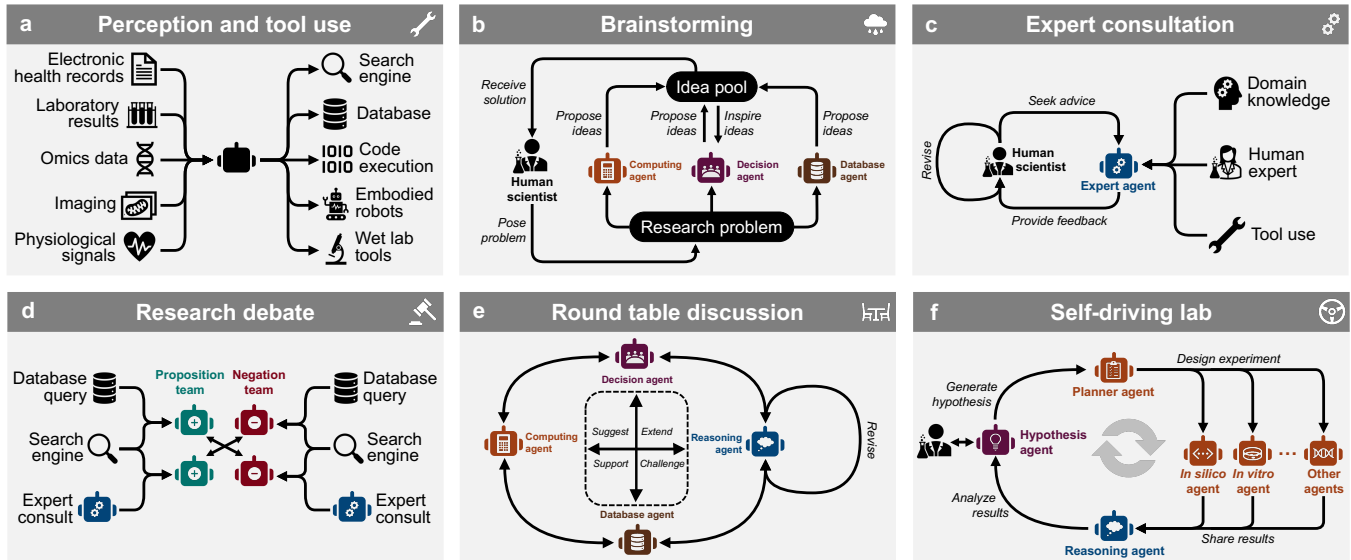 a Perception and tool use
Electronic
health records
Laboratory
results
Omics data
Imaging
Physiological
signals
Search
engine
Database
IOIO
OIOI
Code
execution
Embodied
robots
Wet lab
tools
b Brainstorming
Receive
solution
Idea pool
Propose
ideas
Propose
ideas
Inspire
ideas
Propose
ideas
Human
scientist
Computing
agent
Decision
agent
Database
agent
Pose
problem
Research problem
c Expert consultation
Seek advice
Revise
Human
scientist
Expert agent
Provide feedback
Domain
knowledge
Human
expert
Tool use
d Research debate
Database
query
Search
engine
Expert
consult
Proposition
team
Negation
team
Database
query
Search
engine
Expert
consult
e Round table discussion
Decision agent
Computing
agent
Suggest
Extend
Support
Challenge
Reasoning
agent
Revise
Database agent
f Self-driving lab
Design experiment
Generate
hypothesis
Planner agent
Hypothesis
agent
In silico
agent
In vitro
agent
...
Other
agents
Analyze
results
Share results
Reasoning agent